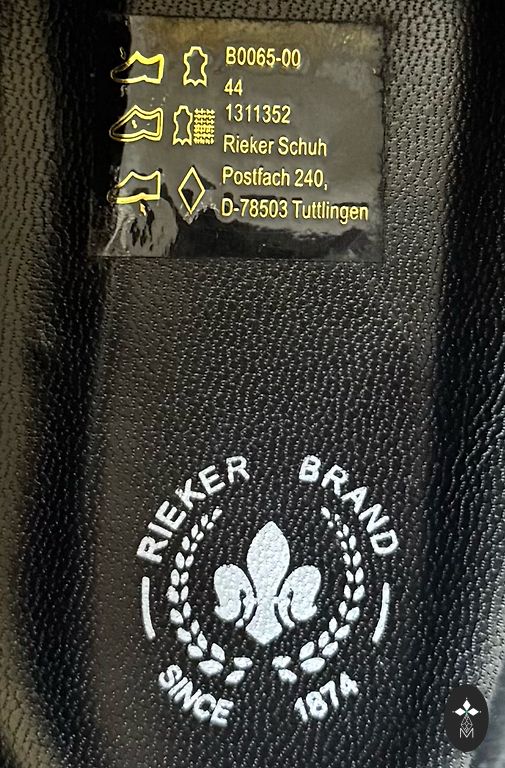 B0065-00
44
1311352
Rieker Schuh
Postfach 240,
D-78503 Tuttlingen
RIEKER BRAND
SINCE 1874
M